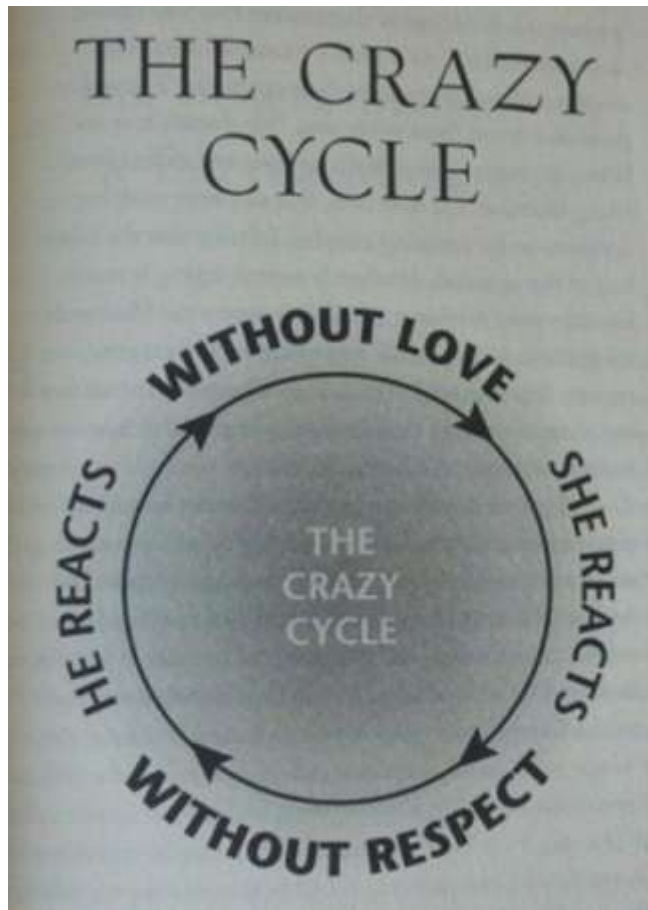 THE CRAZY
CYCLE
WITHOUT LOVE
SHE REACTS
WITHOUT RESPECT
HE REACTS
THE
CRAZY
CYCLE